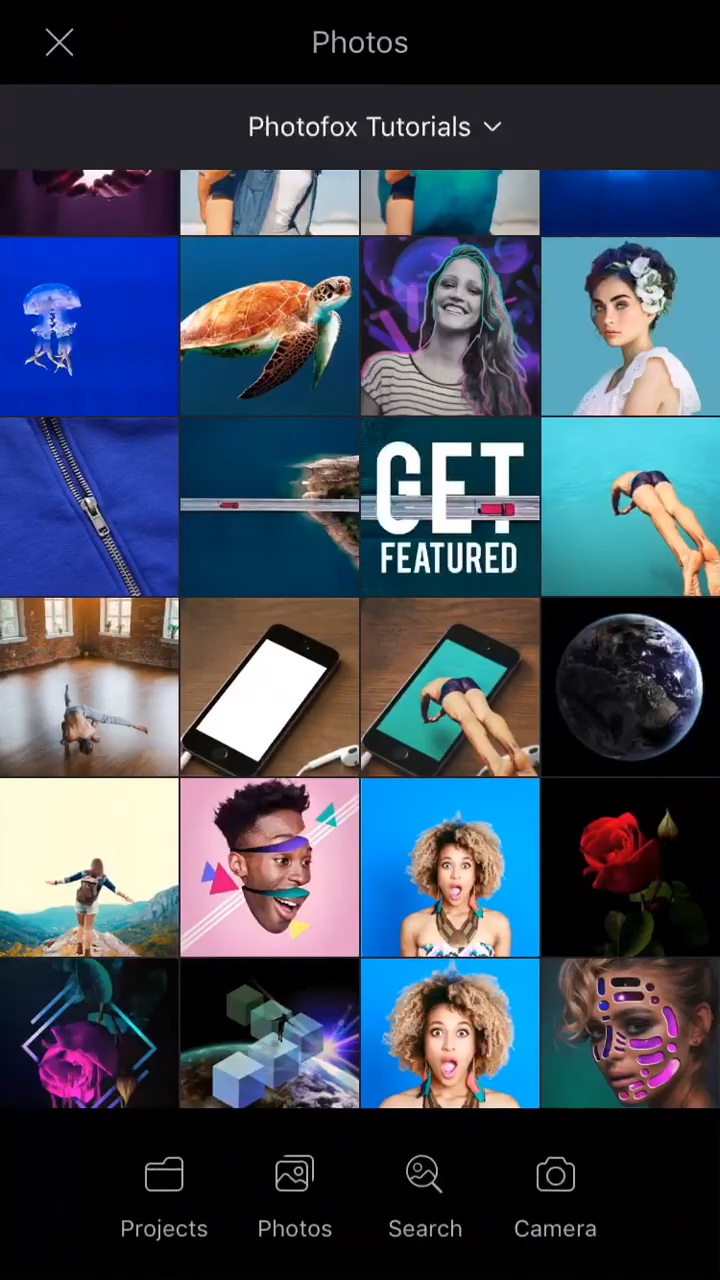 Photos
Photofox Tutorials
GET
FEATURED
Projects
Photos
Search
Camera